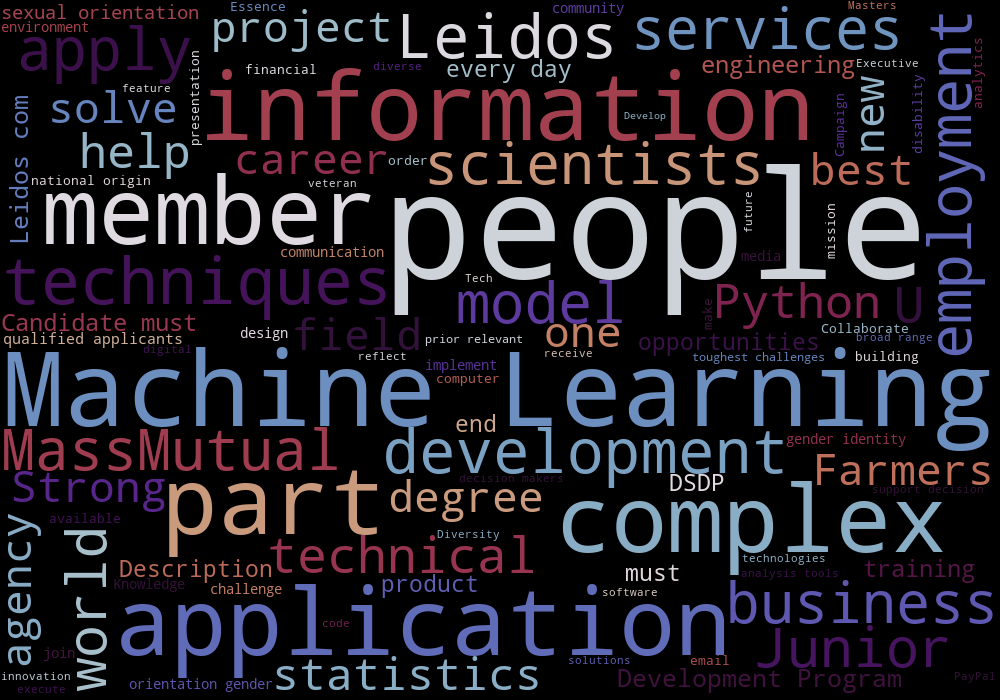 sexual orientation
Essence
community
Masters
environment
apply
project
Leidos
services
employment
every day
engineering
Executive
analytics
financial
diverse
presentation
feature
solve
information
Develop
new
disability
Campaign
Leidos com
help
career
order
scientists
best
national origin
veteran
member
people
future
mission
communication
media
techniques
Tech
model
Python
U
make
Candidate must
qualified applicants
design
field
prior relevant
one
opportunities
Collaborate
broad range
digital
reflect
receive
toughest challenges
building
implement
computer
Machine Learning
end
MassMutual
development
gender identity
Farmers
Strong
part
degree
decision makers
DSDP
support decision
complex
available
agency
world
Diversity
technical
technologies
Description
Knowledge
challenge
product
must
software
analysis tools
training
application
business
code
join
Junior
innovation
execute
orientation gender
statistics
solutions
email
Development Program
PayPal